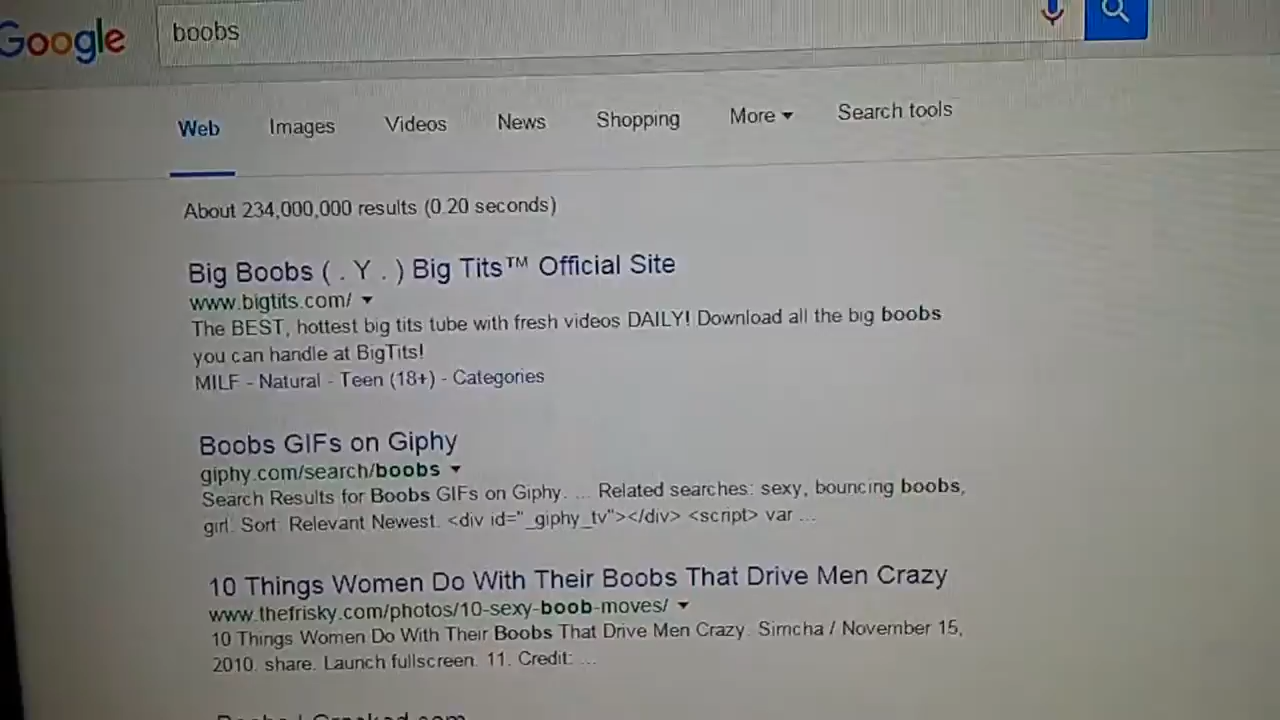 Google boobs
Web Images Videos News Shopping More Search tools
About 234,000,000 results (0.20 seconds)
Big Boobs ( . Y . ) Big Tits™ Official Site
www.bigtits.com/
The BEST, hottest big tits tube with fresh videos DAILY! Download all the big boobs
you can handle at BigTits!
MILF - Natural - Teen (18+) - Categories
Boobs GIFs on Giphy
giphy.com/search/boobs
Search Results for Boobs GIFs on Giphy. ... Related searches: sexy, bouncing boobs,
girl. Sort: Relevant Newest. <div id="_giphy_tv"></div> <script> var ...
10 Things Women Do With Their Boobs That Drive Men Crazy
www.thefrisky.com/photos/10-sexy-boob-moves/
10 Things Women Do With Their Boobs That Drive Men Crazy. Simcha / November 15,
2010. share. Launch fullscreen. 11. Credit: ...
Boobs | Cracked.com